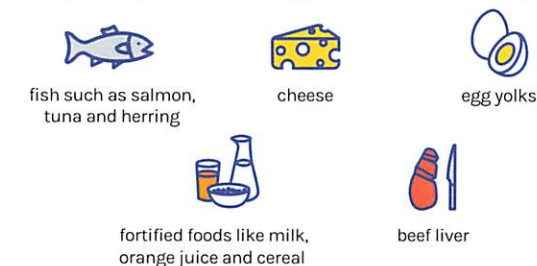 fish such as salmon,
tuna and herring
cheese
egg yolks
fortified foods like milk,
orange juice and cereal
beef liver